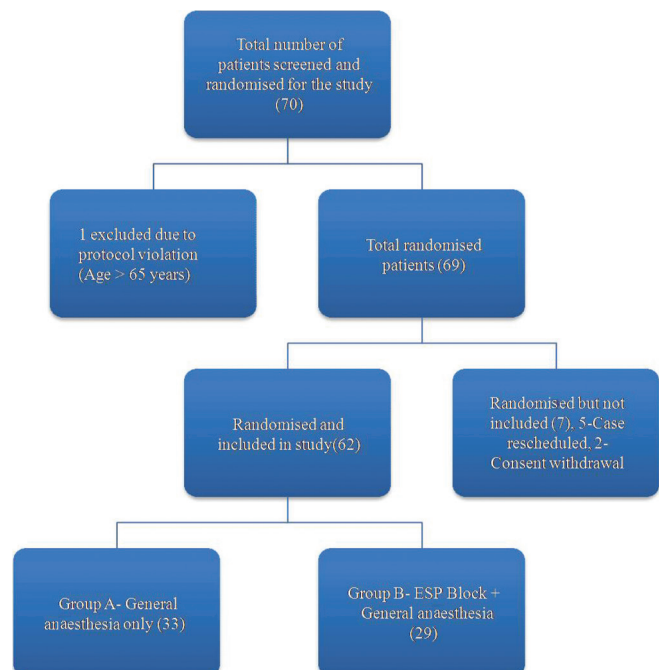 Total number of
patients screened and
randomised for the study
(70)
1 excluded due to
protocol violation
(Age > 65 years)
Total randomised
patients (69)
Randomised and
included in study(62)
Randomised but not
included (7), 5-Case
rescheduled, 2-
Consent withdrawal
Group A- General
anaesthesia only (33)
Group B- ESP Block +
General anaesthesia
(29)